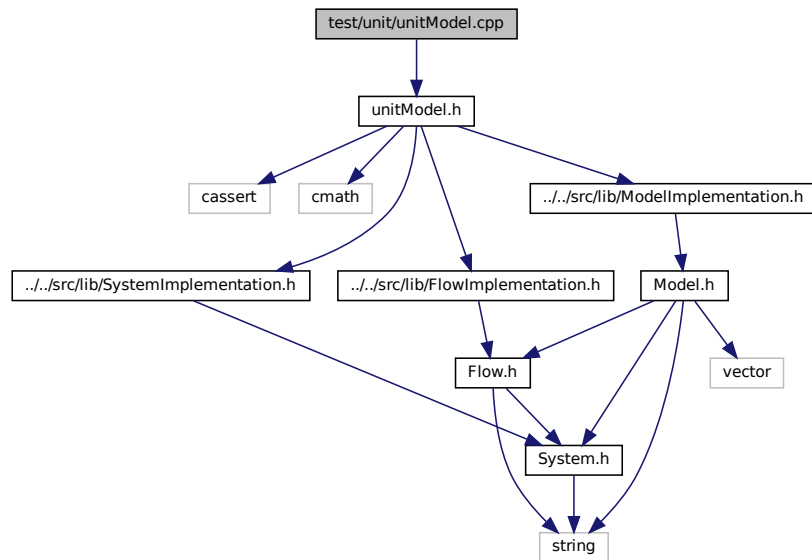 test/unit/unitModel.cpp
unitModel.h
cassert
cmath
../../src/lib/ModelImplementation.h
../../src/lib/SystemImplementation.h
../../src/lib/FlowImplementation.h
Model.h
Flow.h
vector
System.h
string